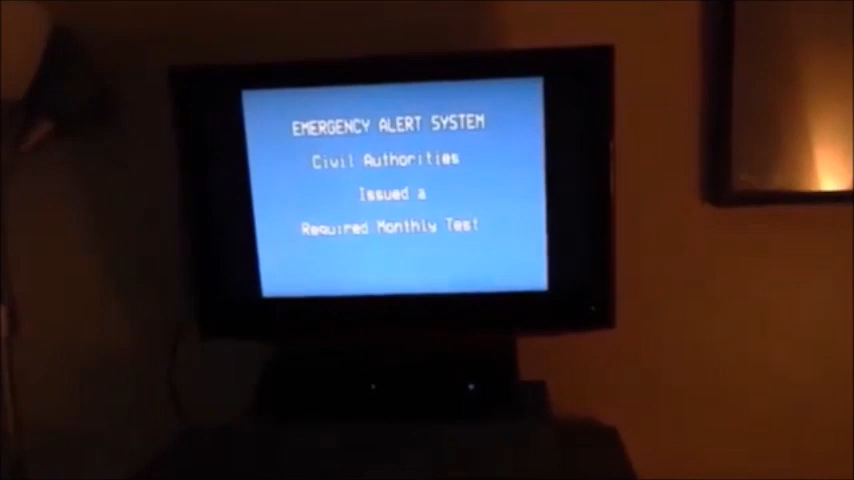 EMERGENCY ALERT SYSTEM
Civil Authorities
Issued a
Required Monthly Test